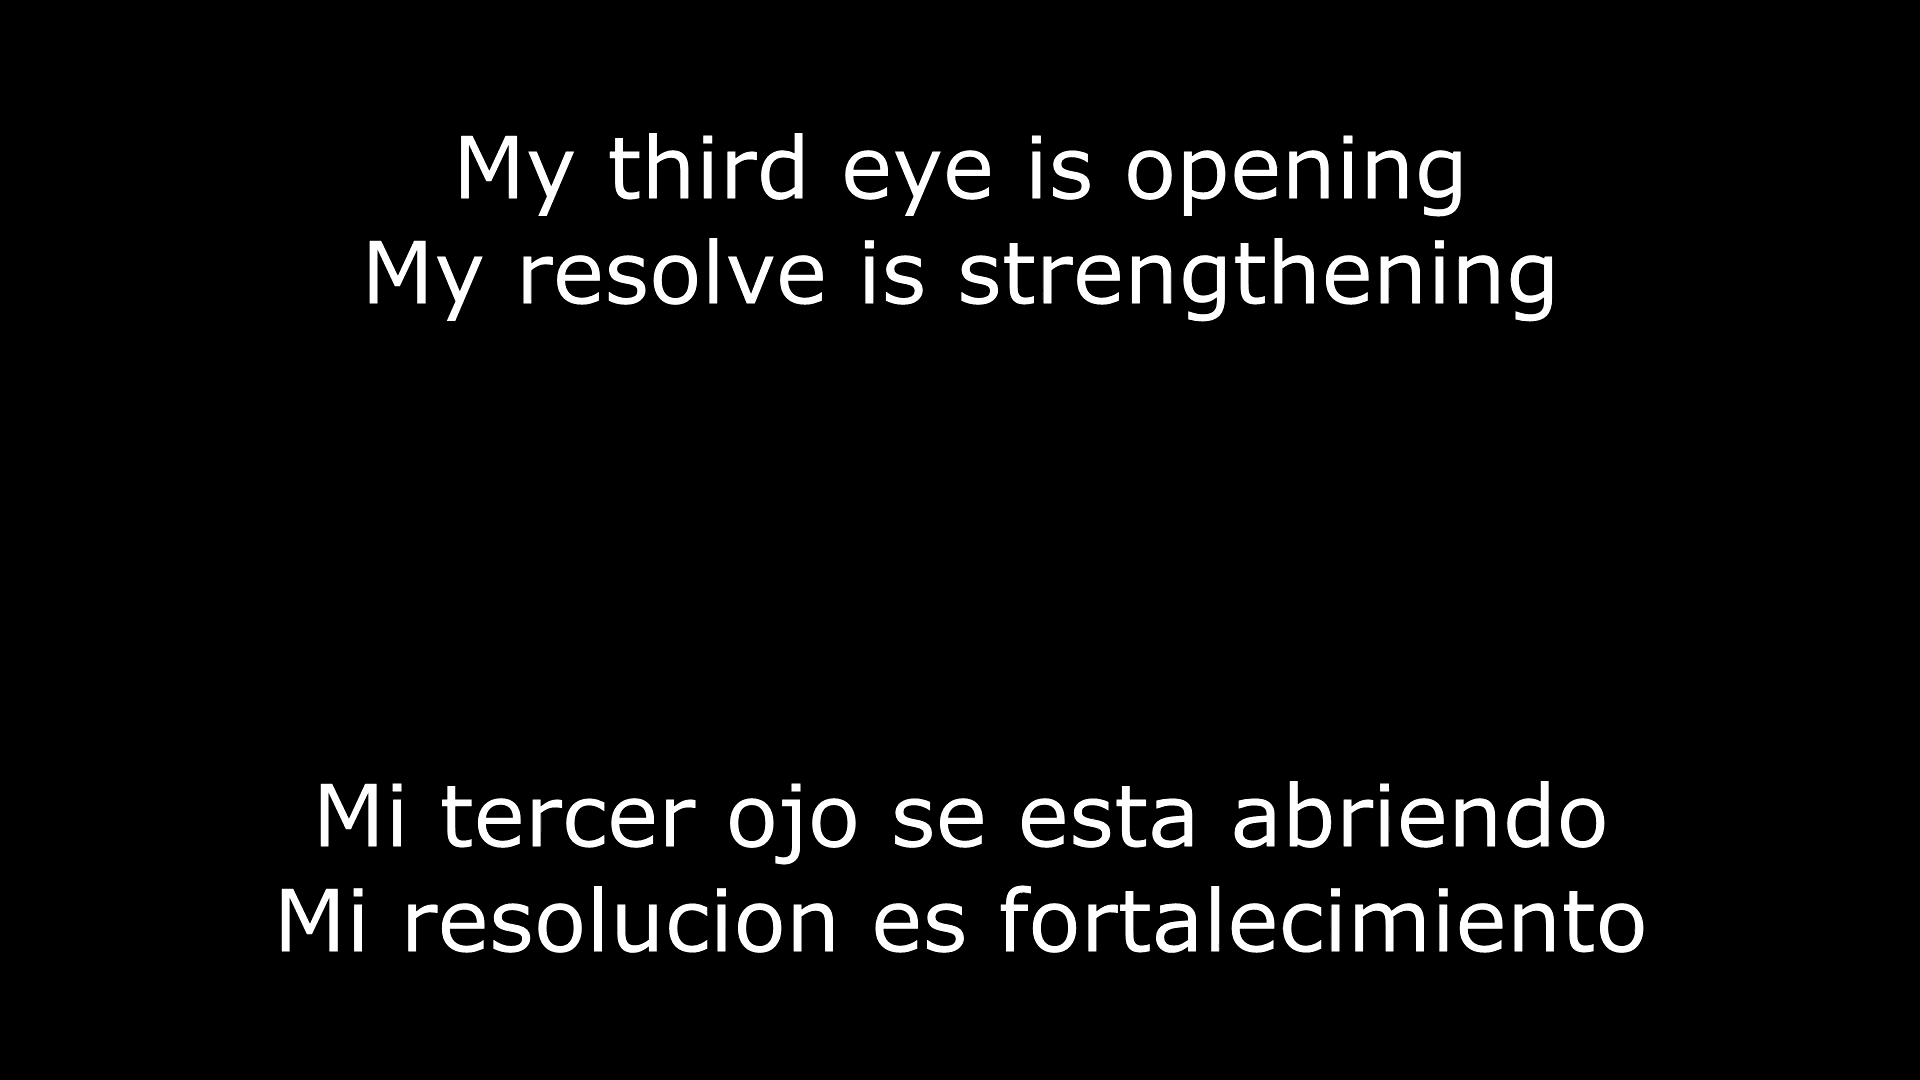 My third eye is opening
My resolve is strengthening
Mi tercer ojo se esta abriendo
Mi resolucion es fortalecimiento